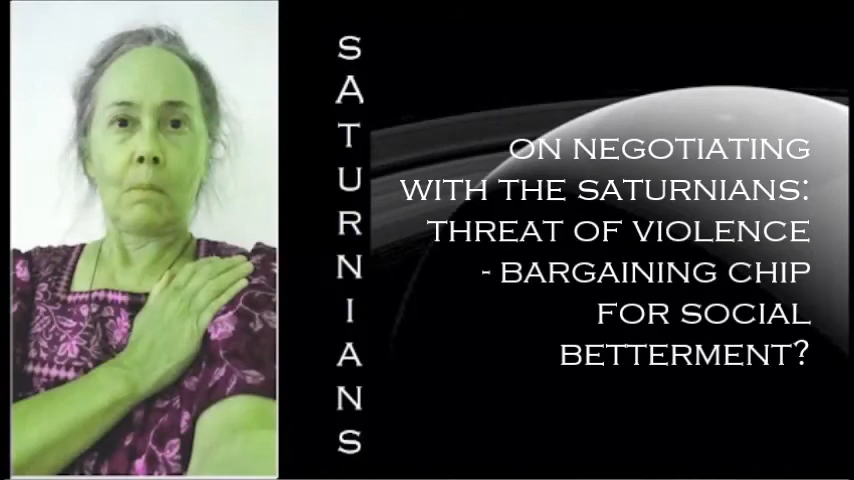 SATURNIANS
ON NEGOTIATING
WITH THE SATURNIANS:
THREAT OF VIOLENCE
- BARGAINING CHIP
FOR SOCIAL
BETTERMENT?